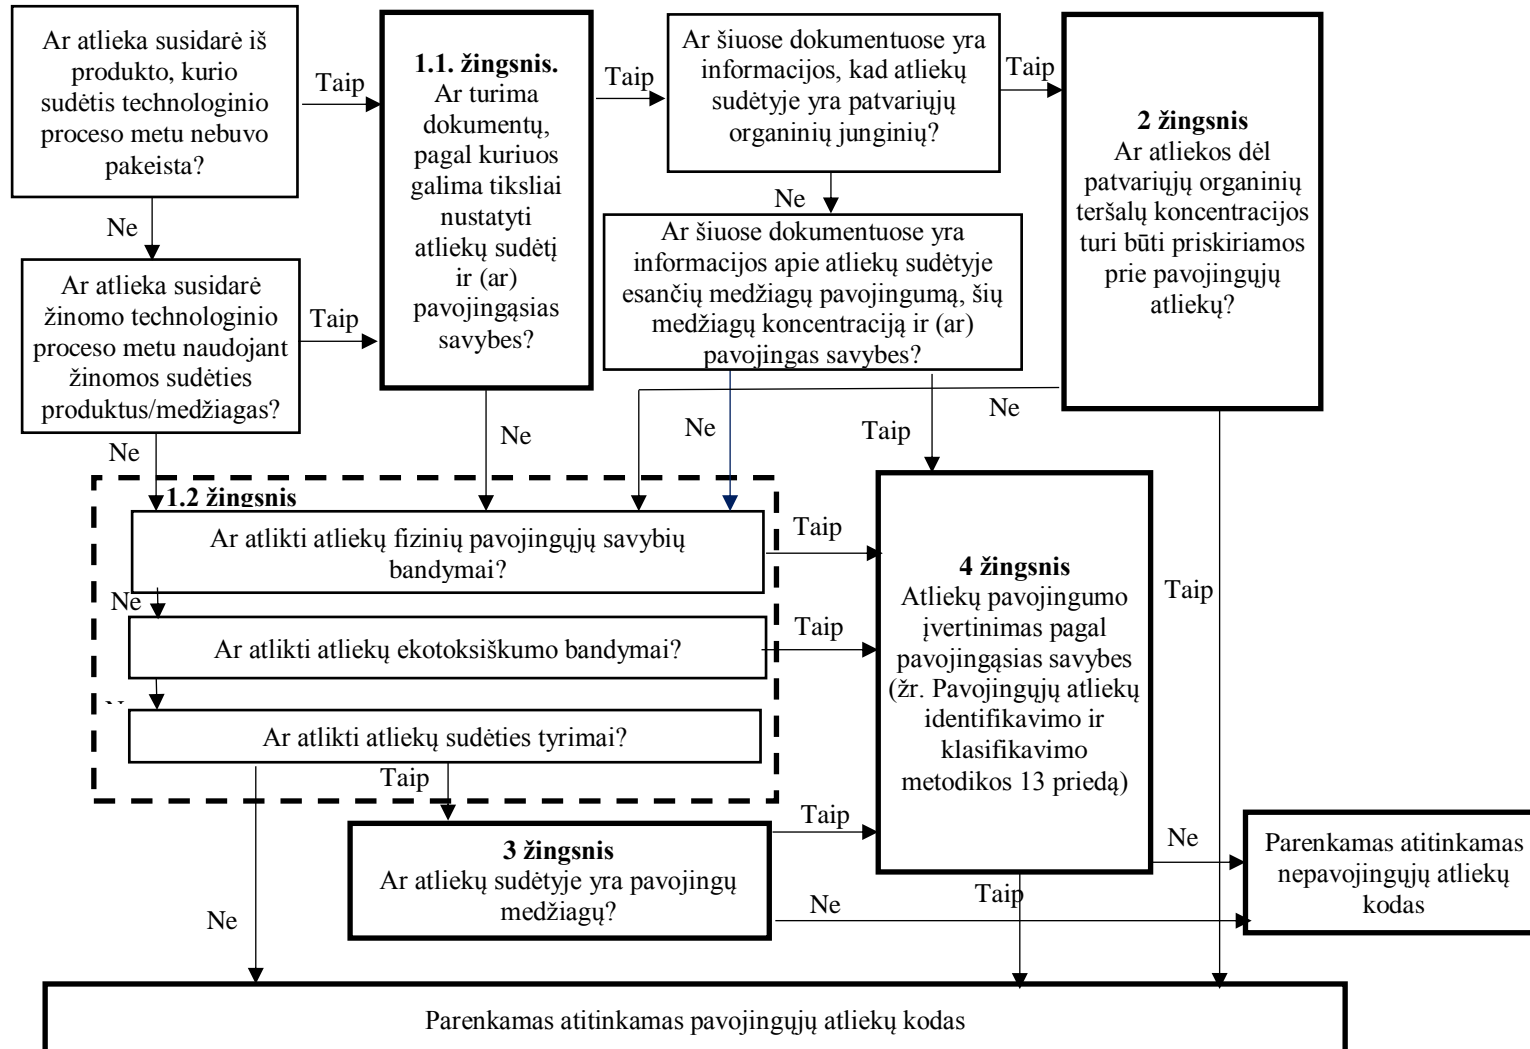 Ar atlieka susidarė iš
produkto, kurio
sudėtis technologinio
proceso metu nebuvo
pakeista?
Taip
1.1. žingsnis.
Ar turima
dokumentų,
pagal kuriuos
galima tiksliai
nustatyti
atliekų sudėtį
ir (ar)
pavojingąsias
savybes?
Taip
Ar šiuose dokumentuose yra
informacijos, kad atliekų
sudėtyje yra patvariųjų
organinių junginių?
Taip
2 žingsnis
Ar atliekos dėl
patvariųjų organinių
teršalų koncentracijos
turi būti priskiriamos
prie pavojingųjų
atliekų?
Ne
Ne
Ar atlieka susidarė
žinomo technologinio
proceso metu naudojant
žinomos sudėties
produktus/medžiagas?
Taip
Ar šiuose dokumentuose yra
informacijos apie atliekų sudėtyje
esančių medžiagų pavojingumą, šių
medžiagų koncentraciją ir (ar)
pavojingas savybes?
Ne
Ne
Ne
Taip
Ne
1.2 žingsnis
Ar atlikti atliekų fizinių pavojingųjų savybių
bandymai?
Taip
Ne
Ar atlikti atliekų ekotoksiškumo bandymai?
Taip
Ar atlikti atliekų sudėties tyrimai?
Taip
4 žingsnis
Atliekų pavojingumo
įvertinimas pagal
pavojingąsias savybes
(žr. Pavojingųjų atliekų
identifikavimo ir
klasifikavimo
metodikos 13 priedą)
Taip
3 žingsnis
Ar atliekų sudėtyje yra pavojingų
medžiagų?
Taip
Ne
Ne
Taip
Ne
Parenkamas atitinkamas
nepavojingųjų atliekų
kodas
Parenkamas atitinkamas pavojingųjų atliekų kodas